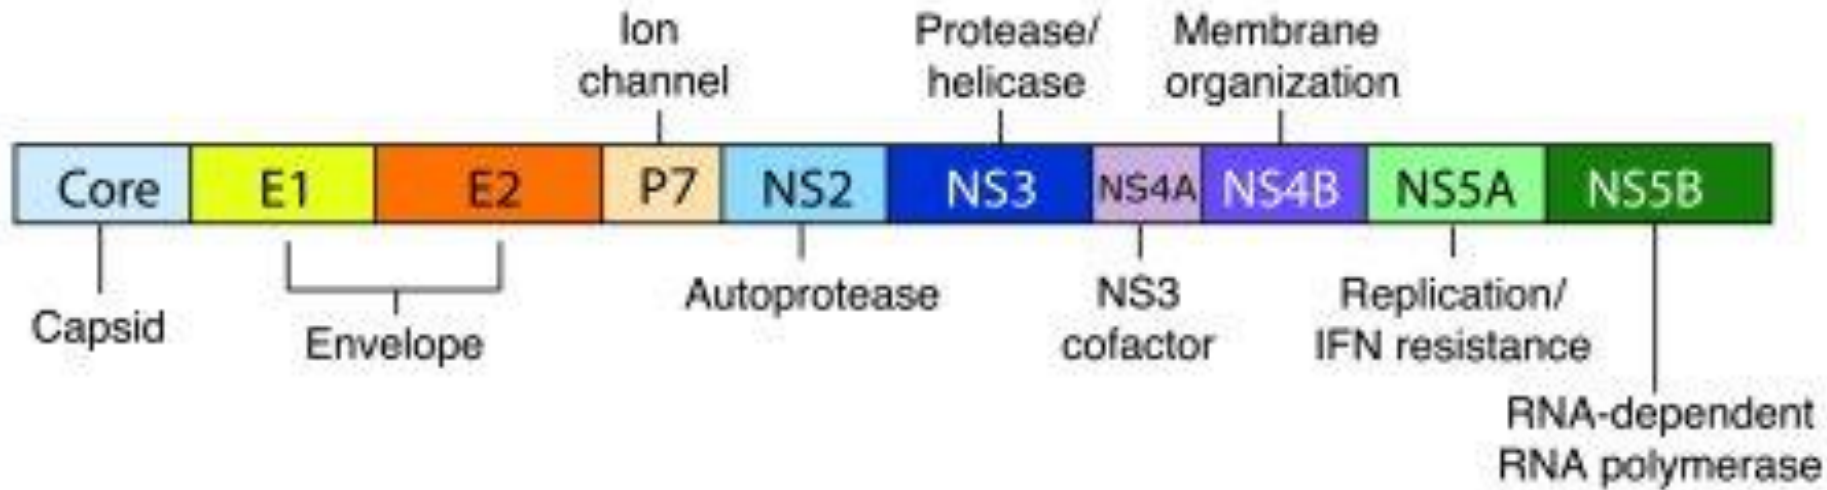 Ion
channel
Protease/
helicase
Membrane
organization
Core E1 E2 P7 NS2 NS3 NS4A NS4B NS5A NS5B
Capsid
Envelope
Autoprotease
NS3
cofactor
Replication/
IFN resistance
RNA-dependent
RNA polymerase